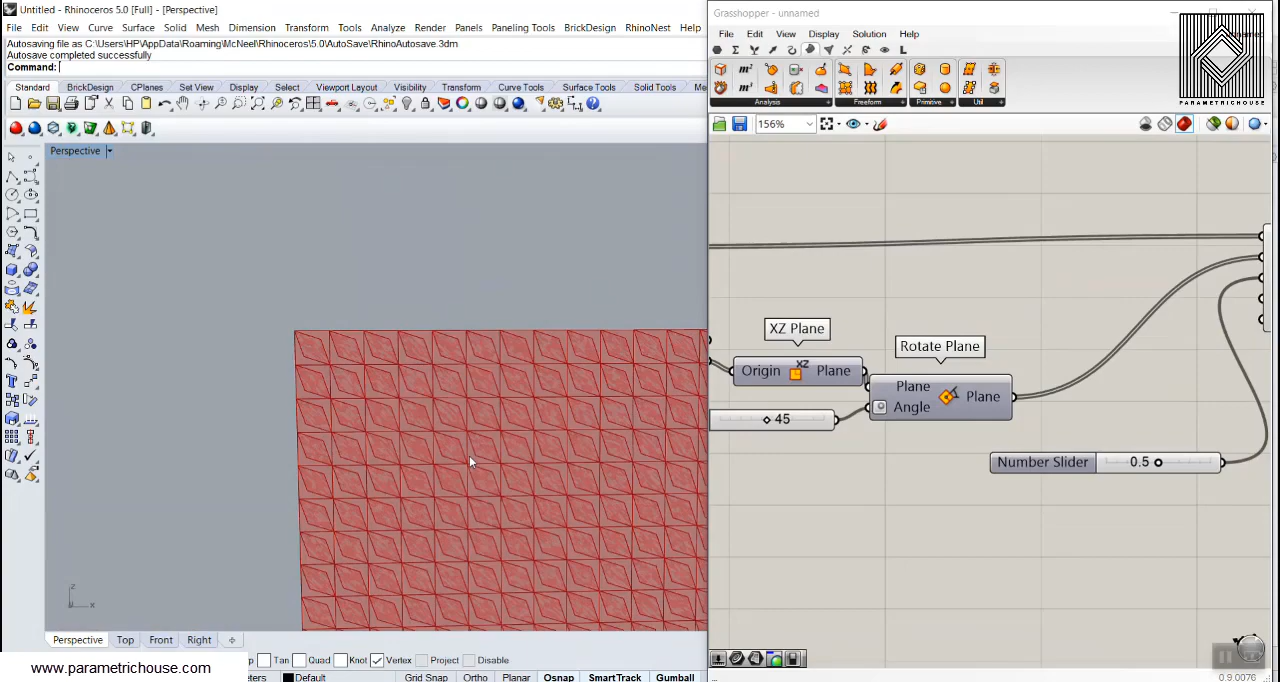 Untitled - Rhinoceros 5.0 [Full] - [Perspective]
File Edit View Curve Surface Solid Mesh Dimension Transform Tools Analyze Render Panels Paneling Tools BrickDesign RhinoNest Help
Autosaving file as C:\Users\HP\AppData\Roaming\McNeel\Rhinoceros\5.0\AutoSave\RhinoAutosave 3dm
Autosave completed successfully
Command:
Standard BrickDesign CPlanes Set View Display Select Viewport Layout Visibility Transform Curve Tools Surface Tools Solid Tools Me
Perspective
z
x
Perspective Top Front Right
p Tan Quad Knot Vertex Project Disable
eters Default Grid Snap Ortho Planar Osnap SmartTrack Gumball
www.parametrichouse.com
Grasshopper - unnamed
File Edit View Display Solution Help
PARAMETRICHOUSE
Analysis Freeform Primitive Util
156%
XZ Plane
Origin XZ Plane
Rotate Plane
Plane
Angle
Plane
45
Number Slider 0.5
0.9.0076